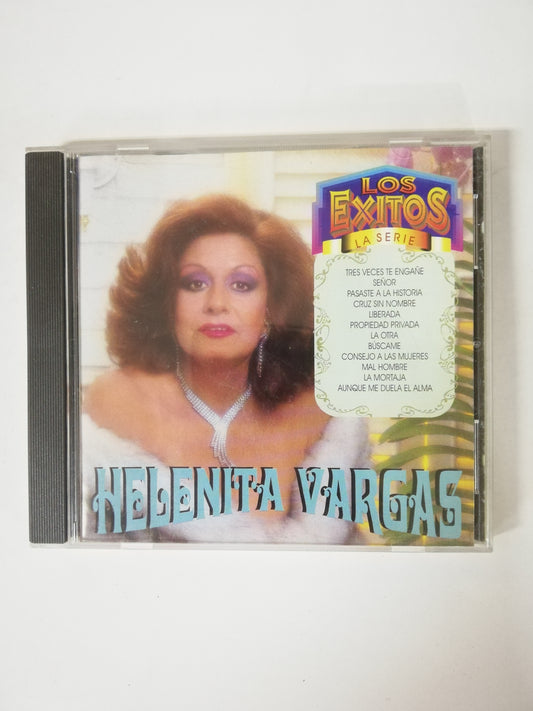 LOS
EXITOS
LA SERIE
TRES VECES TE ENGAÑE
SEÑOR
PASASTE A LA HISTORIA
CRUZ SIN NOMBRE
LIBERADA
PROPIEDAD PRIVADA
LA OTRA
BUSCAME
CONSEJO A LAS MUJERES
MAL HOMBRE
LA MORTAJA
AUNQUE ME DUELA EL ALMA
HELENITA VARGAS